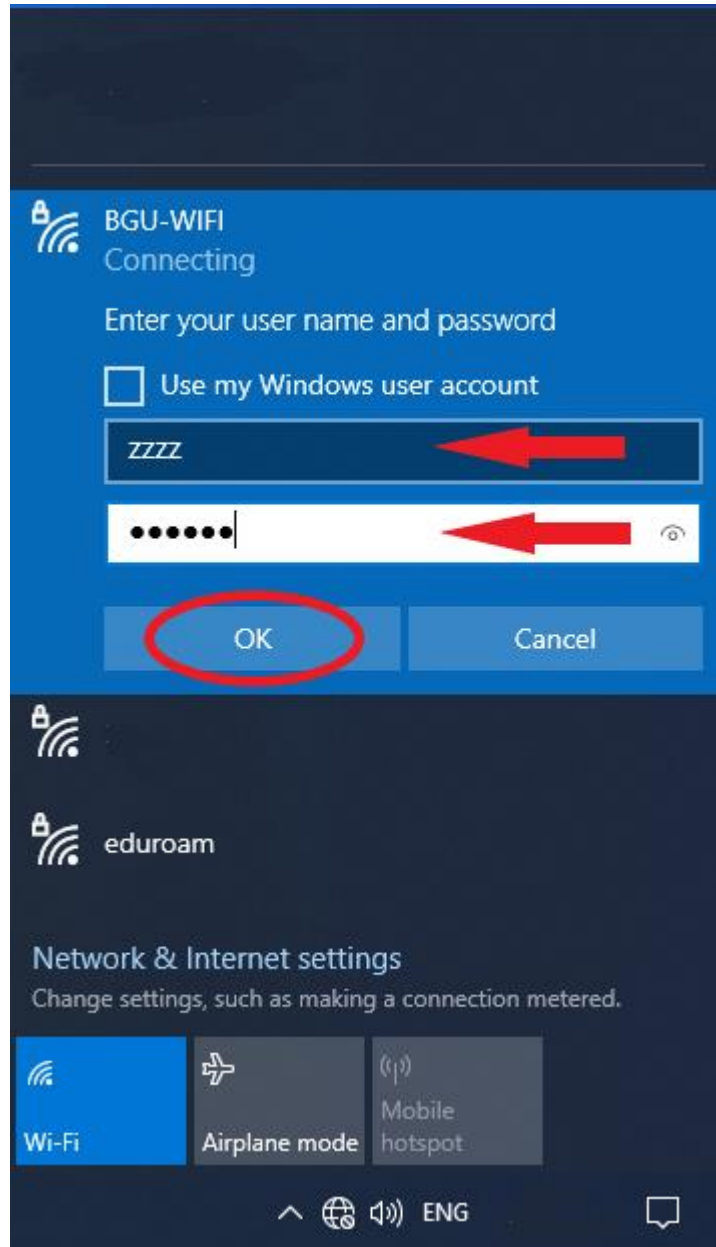 BGU-WIFI
Connecting
Enter your user name and password
Use my Windows user account
zzzz
••••••
OK Cancel
eduroam
Network & Internet settings
Change settings, such as making a connection metered.
Wi-Fi
Airplane mode
Mobile
hotspot
ENG